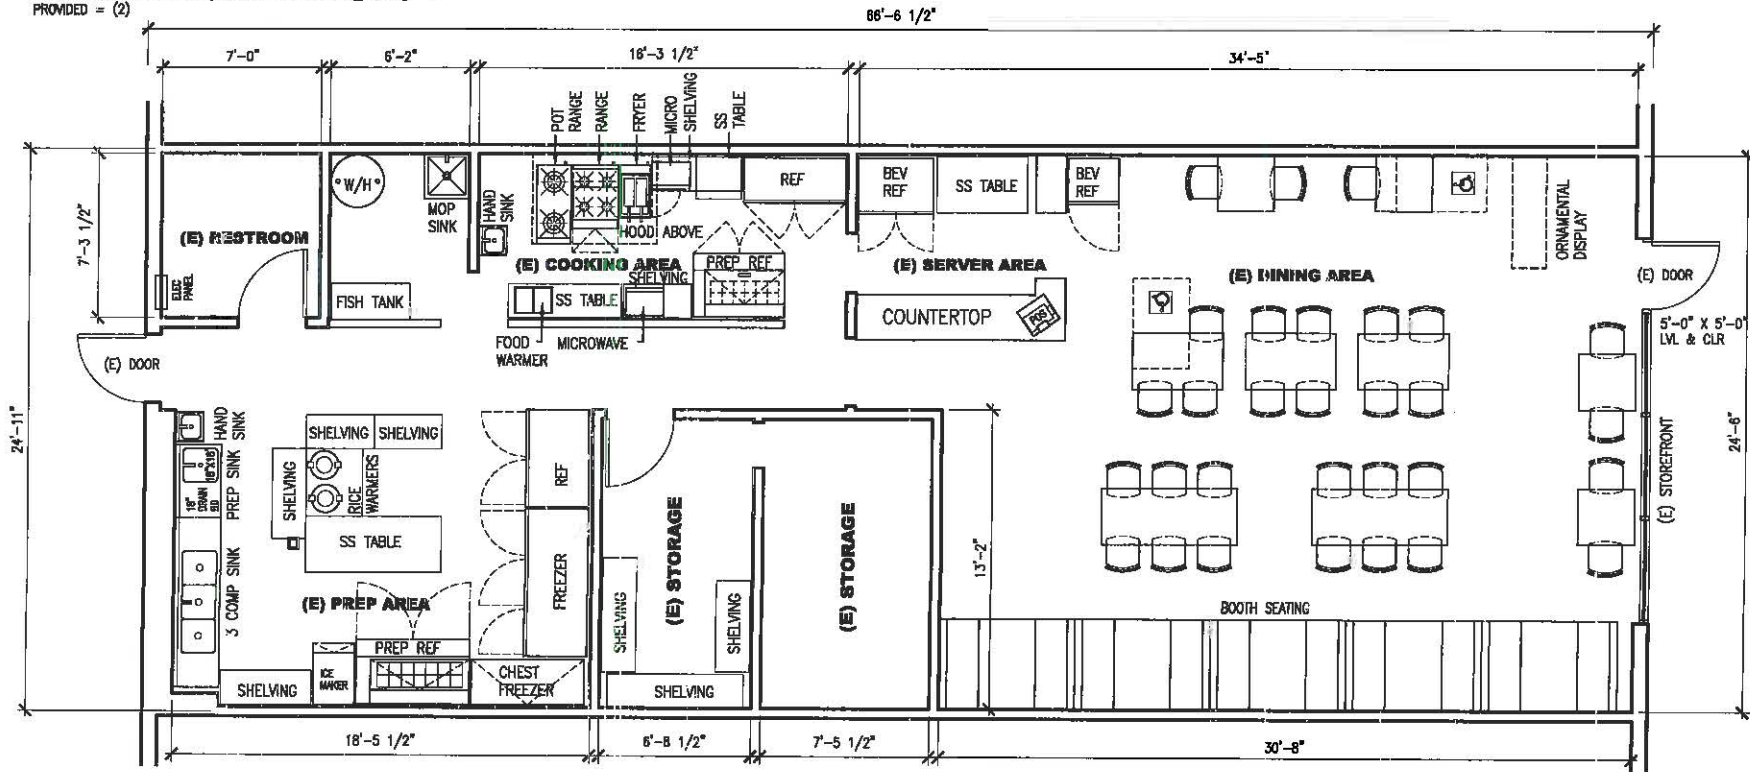 PROVIDED = (2)
66'-6 1/2"
7'-0"
6'-2"
16'-3 1/2"
34'-5"
POT
RANGE
RANGE
FRYER
MICRO
SHELVING
SS
TABLE
W/H
MOP
SINK
HAND
SINK
REF
BEV
REF
SS TABLE
BEV
REF
ORNAMENTAL
DISPLAY
7'-3 1/2"
(E) RESTROOM
HOOD ABOVE
(E) COOKING AREA
SHELVING
PREP REF
(E) SERVER AREA
(E) DINING AREA
(E) DOOR
ELEC
PANEL
FISH TANK
SS TABLE
COUNTERTOP
POS
5'-0" X 5'-0"
LVL & CLR
FOOD
WARMER
MICROWAVE
(E) DOOR
24'-11"
HAND
SINK
SHELVING
SHELVING
PREP SINK
18"X18"
18"
DRAIN
BD
SHELVING
RICE
WARMERS
REF
SS TABLE
FREEZER
(E) STORAGE
(E) STORAGE
13'-2"
(E) STOREFRONT
24'-6"
3 COMP SINK
(E) PREP AREA
SHELVING
SHELVING
BOOTH SEATING
PREP REF
ICE
MAKER
CHEST
FREEZER
SHELVING
SHELVING
18'-5 1/2"
6'-8 1/2"
7'-5 1/2"
30'-8"